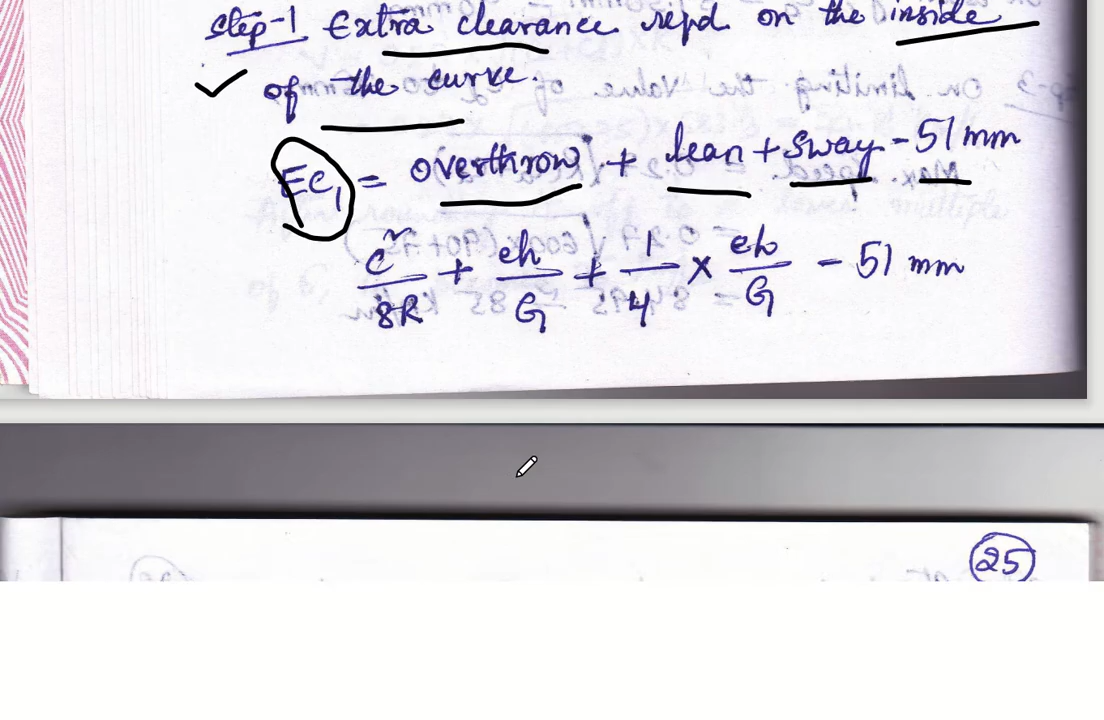 Step-1 Extra clearance reqd on the inside
of the curve.
EC₁ = overthrow + lean + sway - 51 mm
c²/8R + eh/G + 1/4 × eh/G - 51 mm
25